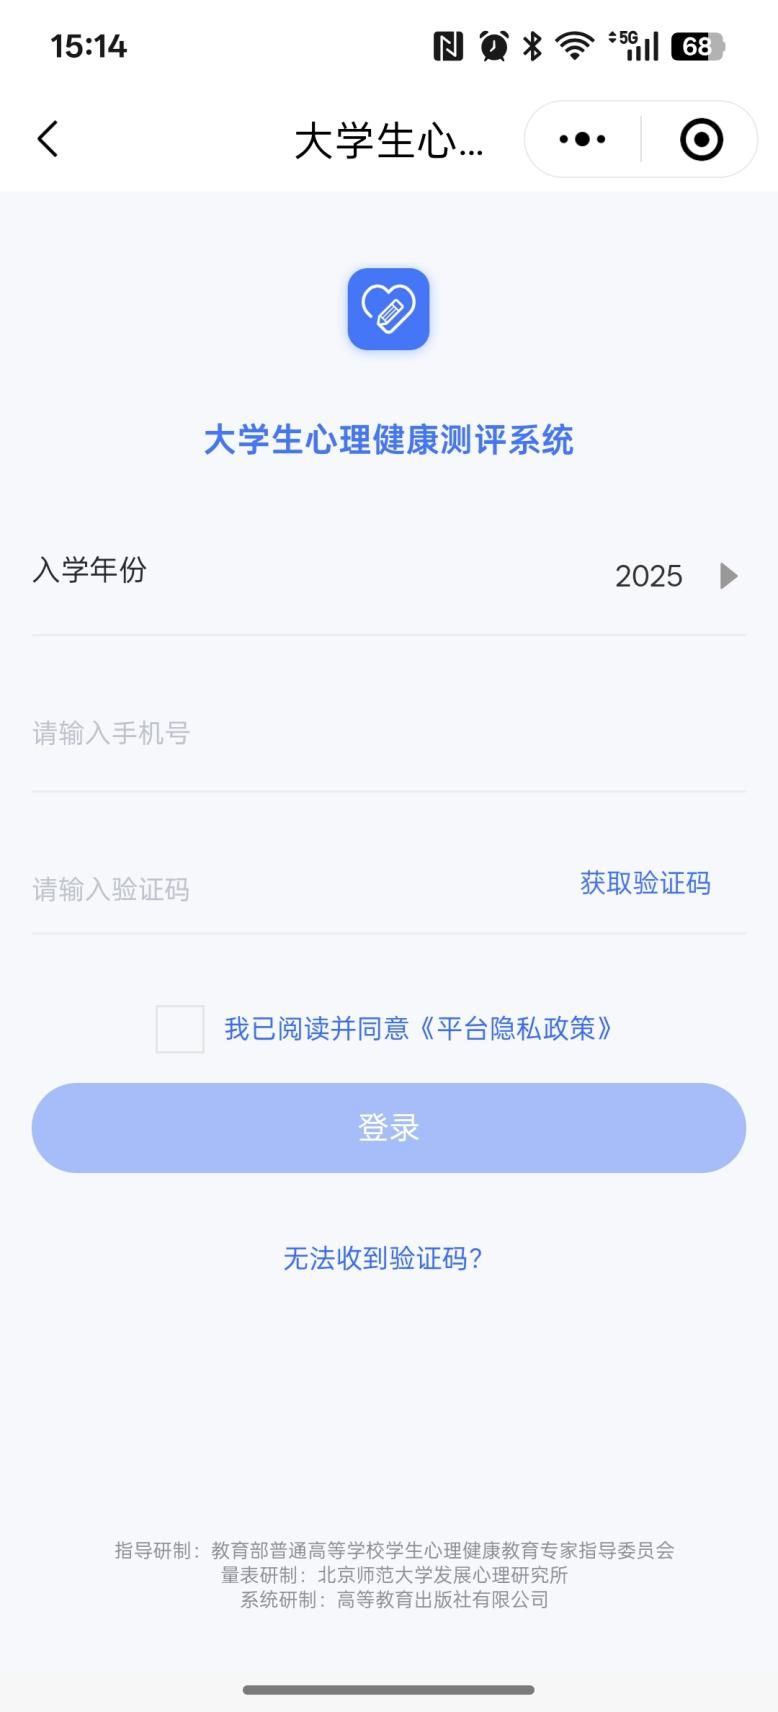 15:14
5G
68
大学生心...
大学生心理健康测评系统
入学年份
2025
请输入手机号
请输入验证码
获取验证码
我已阅读并同意《平台隐私政策》
登录
无法收到验证码？
指导研制：教育部普通高等学校学生心理健康教育专家指导委员会
量表研制：北京师范大学发展心理研究所
系统研制：高等教育出版社有限公司